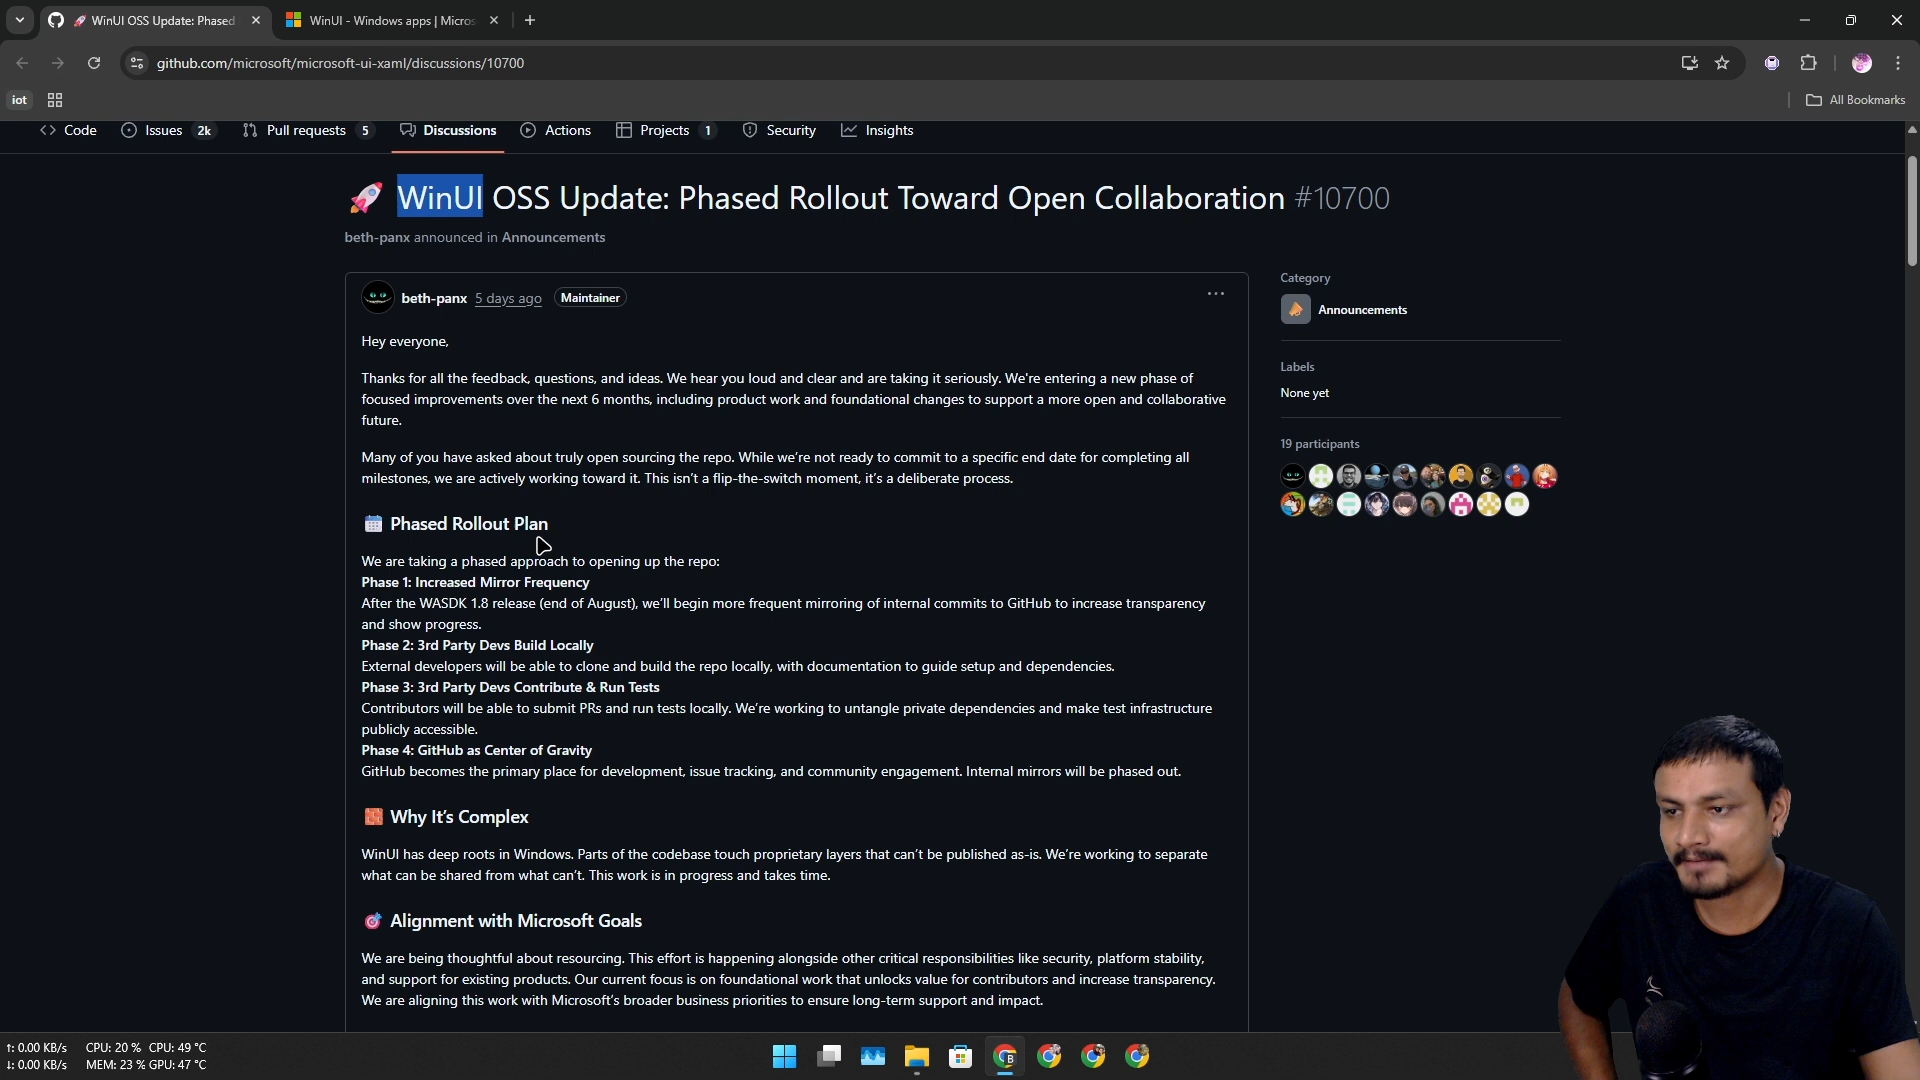 WinUI OSS Update: Phased
WinUI - Windows apps | Micros
github.com/microsoft/microsoft-ui-xaml/discussions/10700
iot
All Bookmarks
Code
Issues 2k
Pull requests 5
Discussions
Actions
Projects 1
Security
Insights
WinUI OSS Update: Phased Rollout Toward Open Collaboration #10700
beth-panx announced in Announcements
beth-panx 5 days ago Maintainer
Hey everyone,
Thanks for all the feedback, questions, and ideas. We hear you loud and clear and are taking it seriously. We're entering a new phase of
focused improvements over the next 6 months, including product work and foundational changes to support a more open and collaborative
future.
Many of you have asked about truly open sourcing the repo. While we're not ready to commit to a specific end date for completing all
milestones, we are actively working toward it. This isn't a flip-the-switch moment, it's a deliberate process.
Phased Rollout Plan
We are taking a phased approach to opening up the repo:
Phase 1: Increased Mirror Frequency
After the WASDK 1.8 release (end of August), we'll begin more frequent mirroring of internal commits to GitHub to increase transparency
and show progress.
Phase 2: 3rd Party Devs Build Locally
External developers will be able to clone and build the repo locally, with documentation to guide setup and dependencies.
Phase 3: 3rd Party Devs Contribute & Run Tests
Contributors will be able to submit PRs and run tests locally. We're working to untangle private dependencies and make test infrastructure
publicly accessible.
Phase 4: GitHub as Center of Gravity
GitHub becomes the primary place for development, issue tracking, and community engagement. Internal mirrors will be phased out.
Why It's Complex
WinUI has deep roots in Windows. Parts of the codebase touch proprietary layers that can't be published as-is. We're working to separate
what can be shared from what can't. This work is in progress and takes time.
Alignment with Microsoft Goals
We are being thoughtful about resourcing. This effort is happening alongside other critical responsibilities like security, platform stability,
and support for existing products. Our current focus is on foundational work that unlocks value for contributors and increase transparency.
We are aligning this work with Microsoft's broader business priorities to ensure long-term support and impact.
Category
Announcements
Labels
None yet
19 participants
↑: 0.00 KB/s CPU: 20 % CPU: 49 °C
↓: 0.00 KB/s MEM: 23 % GPU: 47 °C